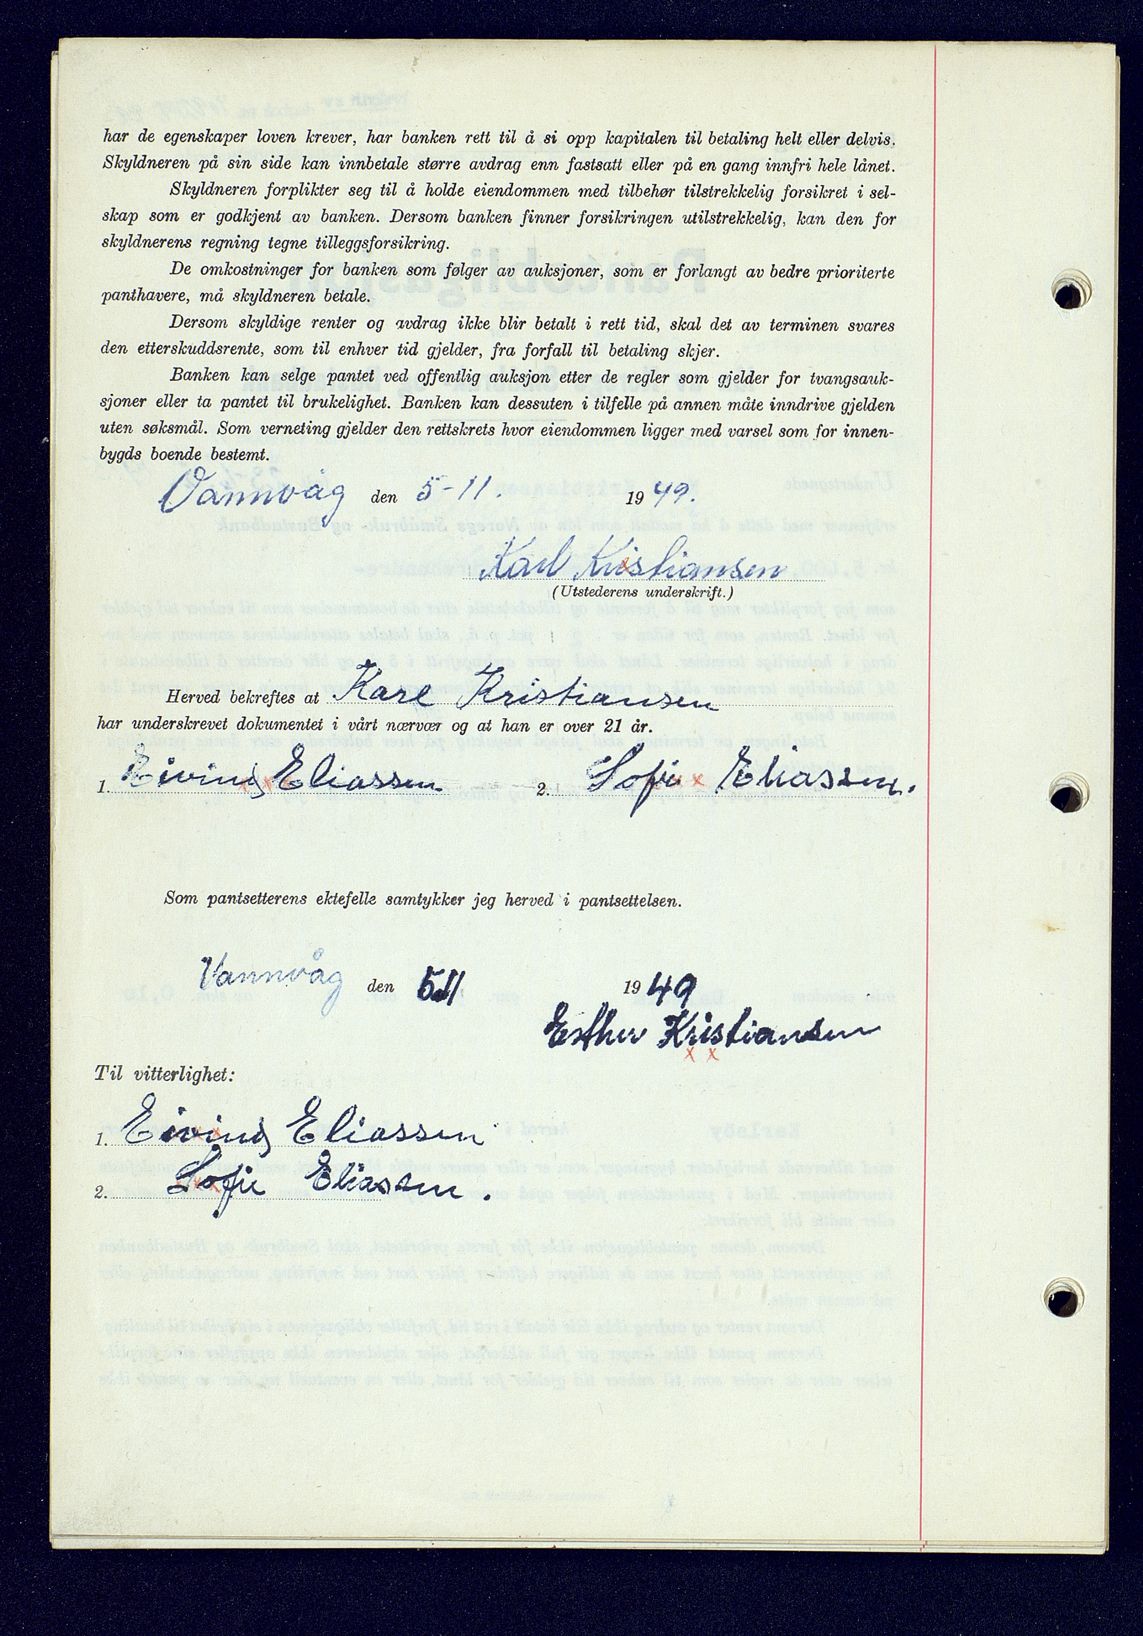 har de egenskaper loven krever, har banken rett til å si opp kapitalen til betaling helt eller delvis.
Skyldneren på sin side kan innbetale større avdrag enn fastsatt eller på en gang innfri hele lånet.
Skyldneren forplikter seg til å holde eiendommen med tilbehør tilstrekkelig forsikret i sel-
skap som er godkjent av banken. Dersom banken finner forsikringen utilstrekkelig, kan den for
skyldnerens regning tegne tilleggsforsikring.
De omkostninger for banken som følger av auksjoner, som er forlangt av bedre prioriterte
panthavere, må skyldneren betale.
Dersom skyldige renter og avdrag ikke blir betalt i rett tid, skal det av terminen svares
den etterskuddsrente, som til enhver tid gjelder, fra forfall til betaling skjer.
Banken kan selge pantet ved offentlig auksjon etter de regler som gjelder for tvangsauk-
sjoner eller ta pantet til brukelighet. Banken kan dessuten i tilfelle på annen måte inndrive gjelden
uten søksmål. Som verneting gjelder den rettskrets hvor eiendommen ligger med varsel som for innen-
bygds boende bestemt.
Vannvåg den 5-11. 1949.
Karl Kristiansen
(Utstederens underskrift.)
Herved bekreftes at Karl Kristiansen
har underskrevet dokumentet i vårt nærvær og at han er over 21 år.
1. Eivind Eliassen 2. Sofie Eliassen.
Som pantsetterens ektefelle samtykker jeg herved i pantsettelsen.
Vannvåg den 5/11 1949
Esther Kristiansen
Til vitterlighet:
1. Eivind Eliassen
2. Sofie Eliassen.